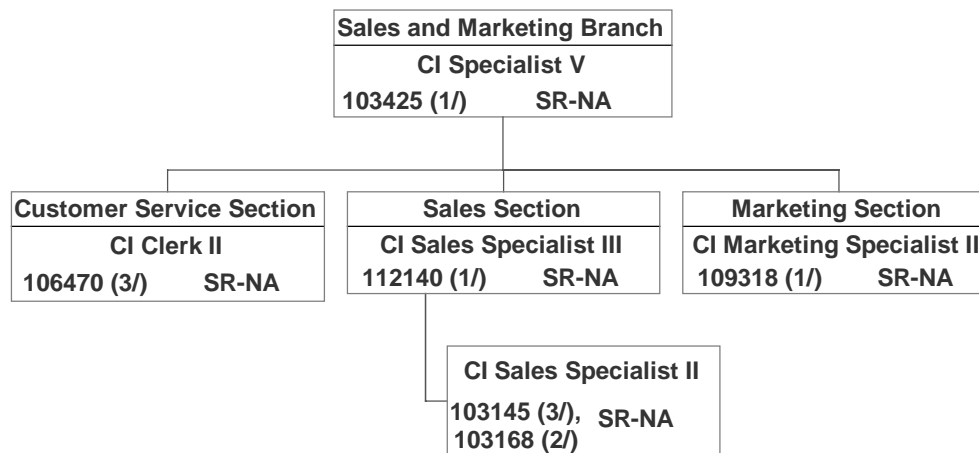 Sales and Marketing Branch
CI Specialist V
103425 (1/) SR-NA
Customer Service Section
CI Clerk II
106470 (3/) SR-NA
Sales Section
CI Sales Specialist III
112140 (1/) SR-NA
Marketing Section
CI Marketing Specialist II
109318 (1/) SR-NA
CI Sales Specialist II
103145 (3/), SR-NA
103168 (2/)